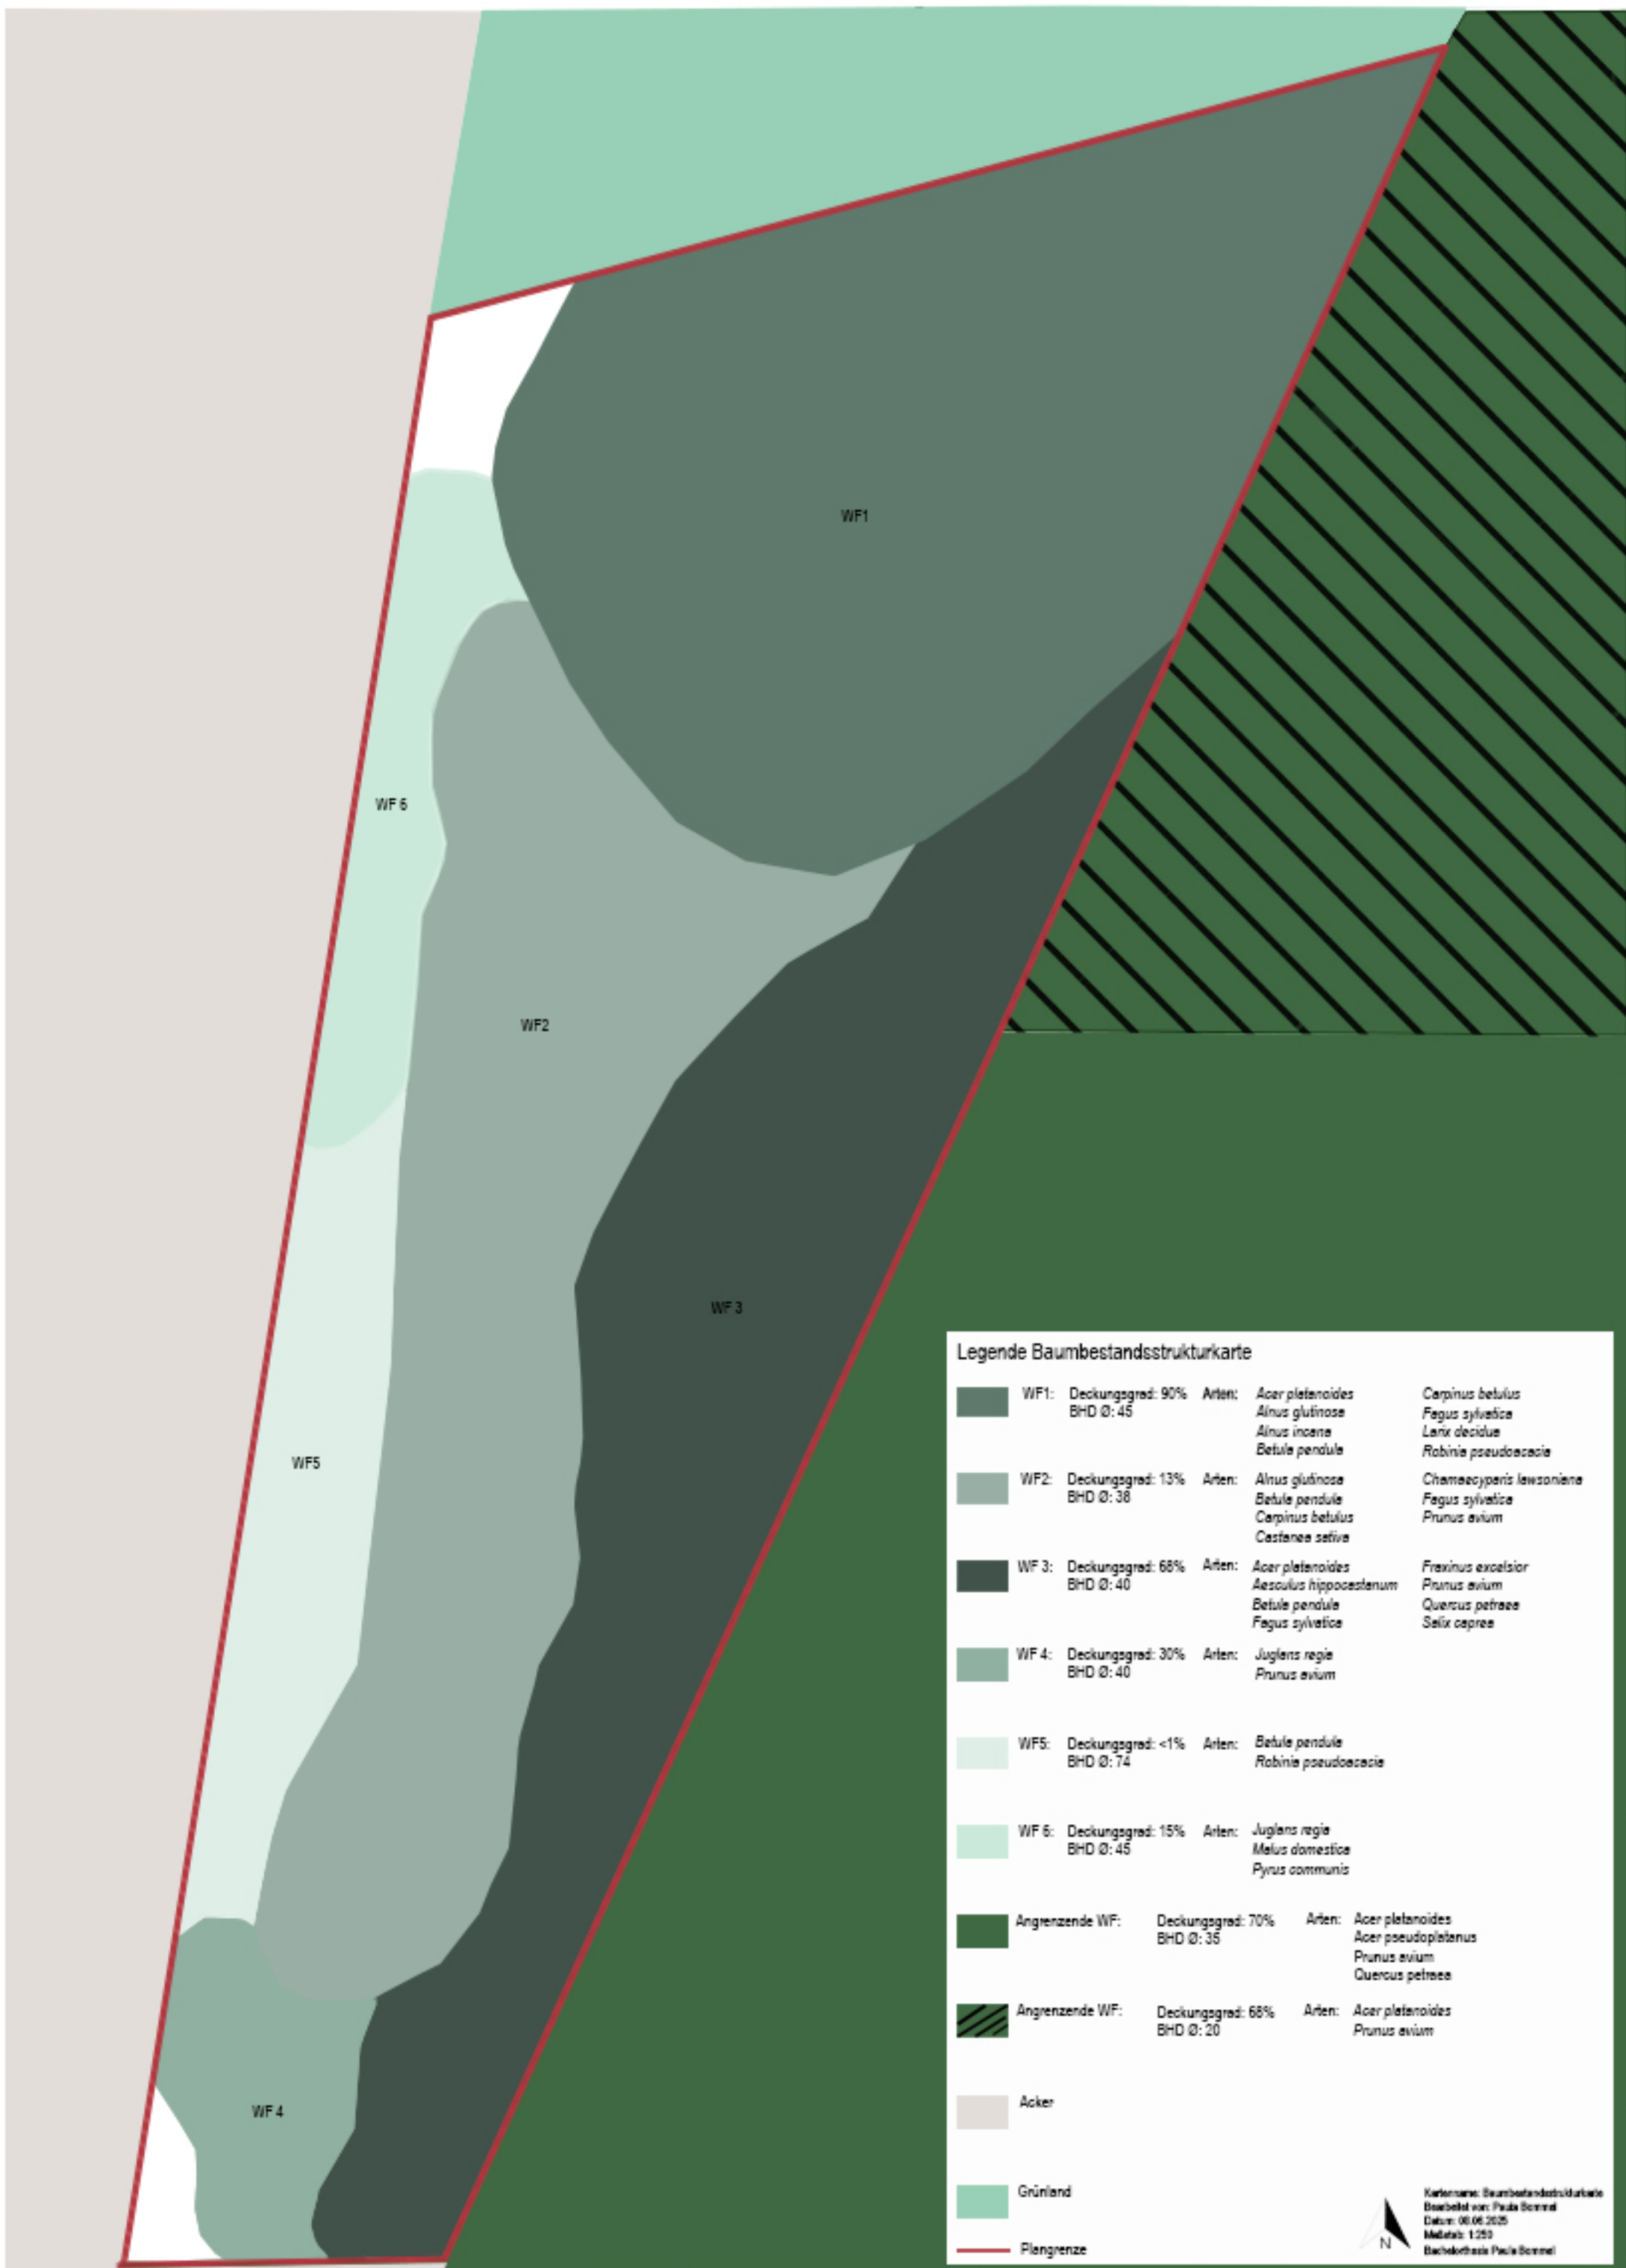 WF1
WF 6
WF2
WF 3
WF5
WF 4
Legende Baumbestandsstrukturkarte
WF1: Deckungsgrad: 90% Arten: Acer platanoides Carpinus betulus
BHD Ø: 45 Alnus glutinosa Fagus sylvatica
Alnus incana Larix decidua
Betula pendula Robinia pseudoacacia
WF2: Deckungsgrad: 13% Arten: Alnus glutinosa Chamaecyparis lawsoniana
BHD Ø: 38 Betula pendula Fagus sylvatica
Carpinus betulus Prunus avium
Castanea sativa
WF 3: Deckungsgrad: 68% Arten: Acer platanoides Fraxinus excelsior
BHD Ø: 40 Aesculus hippocastanum Prunus avium
Betula pendula Quercus petraea
Fagus sylvatica Salix caprea
WF 4: Deckungsgrad: 30% Arten: Juglans regia
BHD Ø: 40 Prunus avium
WF5: Deckungsgrad: <1% Arten: Betula pendula
BHD Ø: 74 Robinia pseudoacacia
WF 6: Deckungsgrad: 15% Arten: Juglans regia
BHD Ø: 45 Malus domestica
Pyrus communis
Angrenzende WF: Deckungsgrad: 70% Arten: Acer platanoides
BHD Ø: 35 Acer pseudoplatanus
Prunus avium
Quercus petraea
Angrenzende WF: Deckungsgrad: 68% Arten: Acer platanoides
BHD Ø: 20 Prunus avium
Acker
Grünland
Plangrenze
N
Kartenname: Baumbestandsstrukturkarte
Bearbeitet von: Paula Bommel
Datum: 08.06.2025
Maßstab: 1:250
Bachelorthesis Paula Bommel